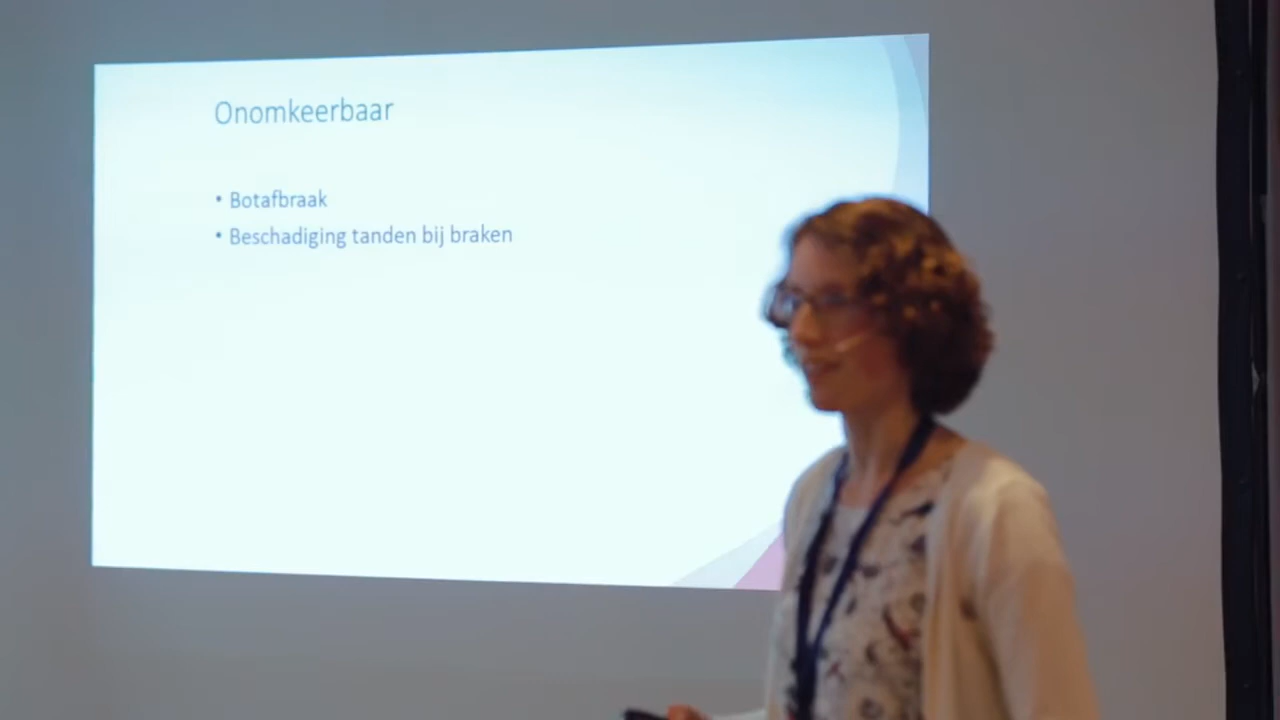 Onomkeerbaar
• Botafbraak
• Beschadiging tanden bij braken